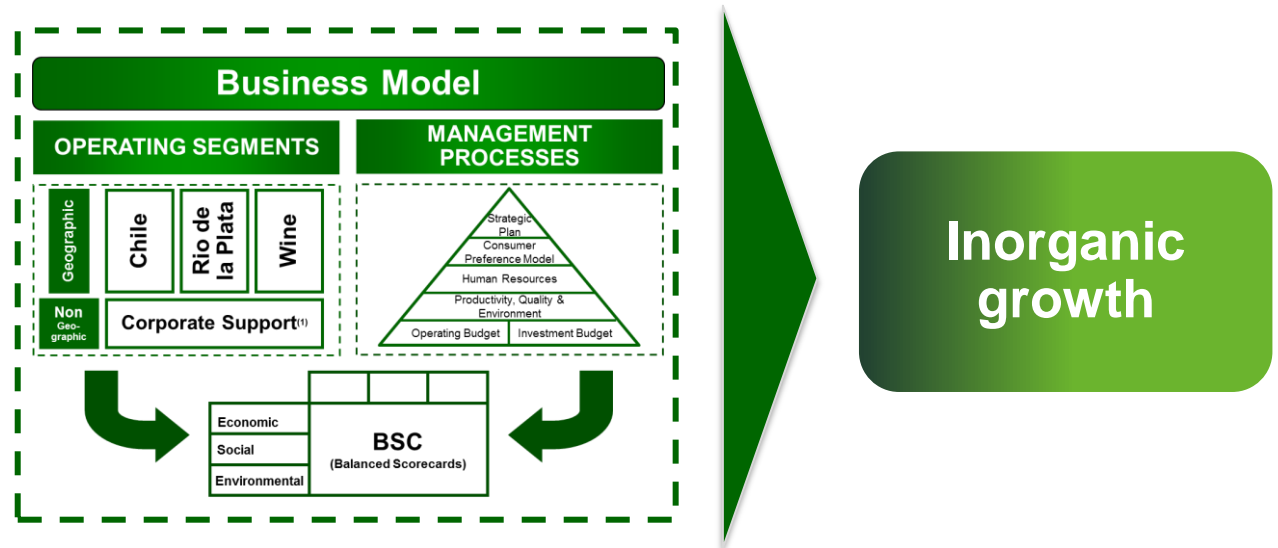 Business Model
OPERATING SEGMENTS
MANAGEMENT
PROCESSES
Geographic
Chile
Rio de
la Plata
Wine
Non
Geo-
graphic
Corporate Support(1)
Strategic
Plan
Consumer
Preference Model
Human Resources
Productivity, Quality &
Environment
Operating Budget
Investment Budget
Economic
Social
Environmental
BSC
(Balanced Scorecards)
Inorganic
growth